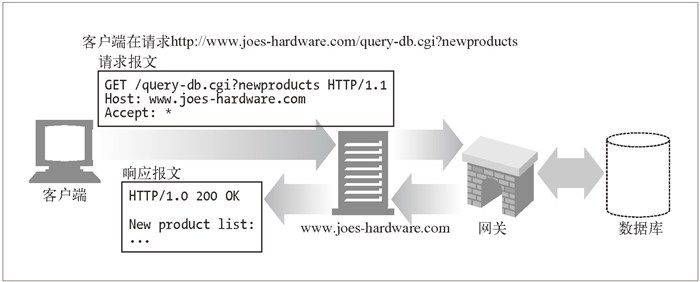 客户端在请求http://www.joes-hardware.com/query-db.cgi?newproducts
请求报文
GET /query-db.cgi?newproducts HTTP/1.1
Host: www.joes-hardware.com
Accept: *
响应报文
HTTP/1.0 200 OK
New product list:
...
客户端
www.joes-hardware.com
网关
数据库